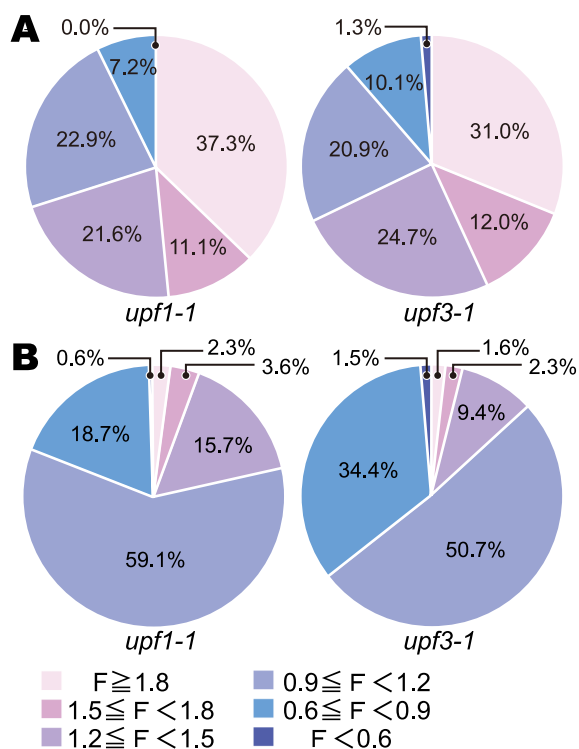 A
0.0%
7.2%
37.3%
22.9%
21.6%
11.1%
upf1-1
1.3%
10.1%
31.0%
20.9%
12.0%
24.7%
upf3-1
B
0.6%
2.3%
3.6%
18.7%
15.7%
59.1%
upf1-1
1.5%
1.6%
2.3%
9.4%
34.4%
50.7%
upf3-1
F≧1.8
1.5≦ F<1.8
1.2≦ F<1.5
0.9≦ F<1.2
0.6≦ F<0.9
F<0.6